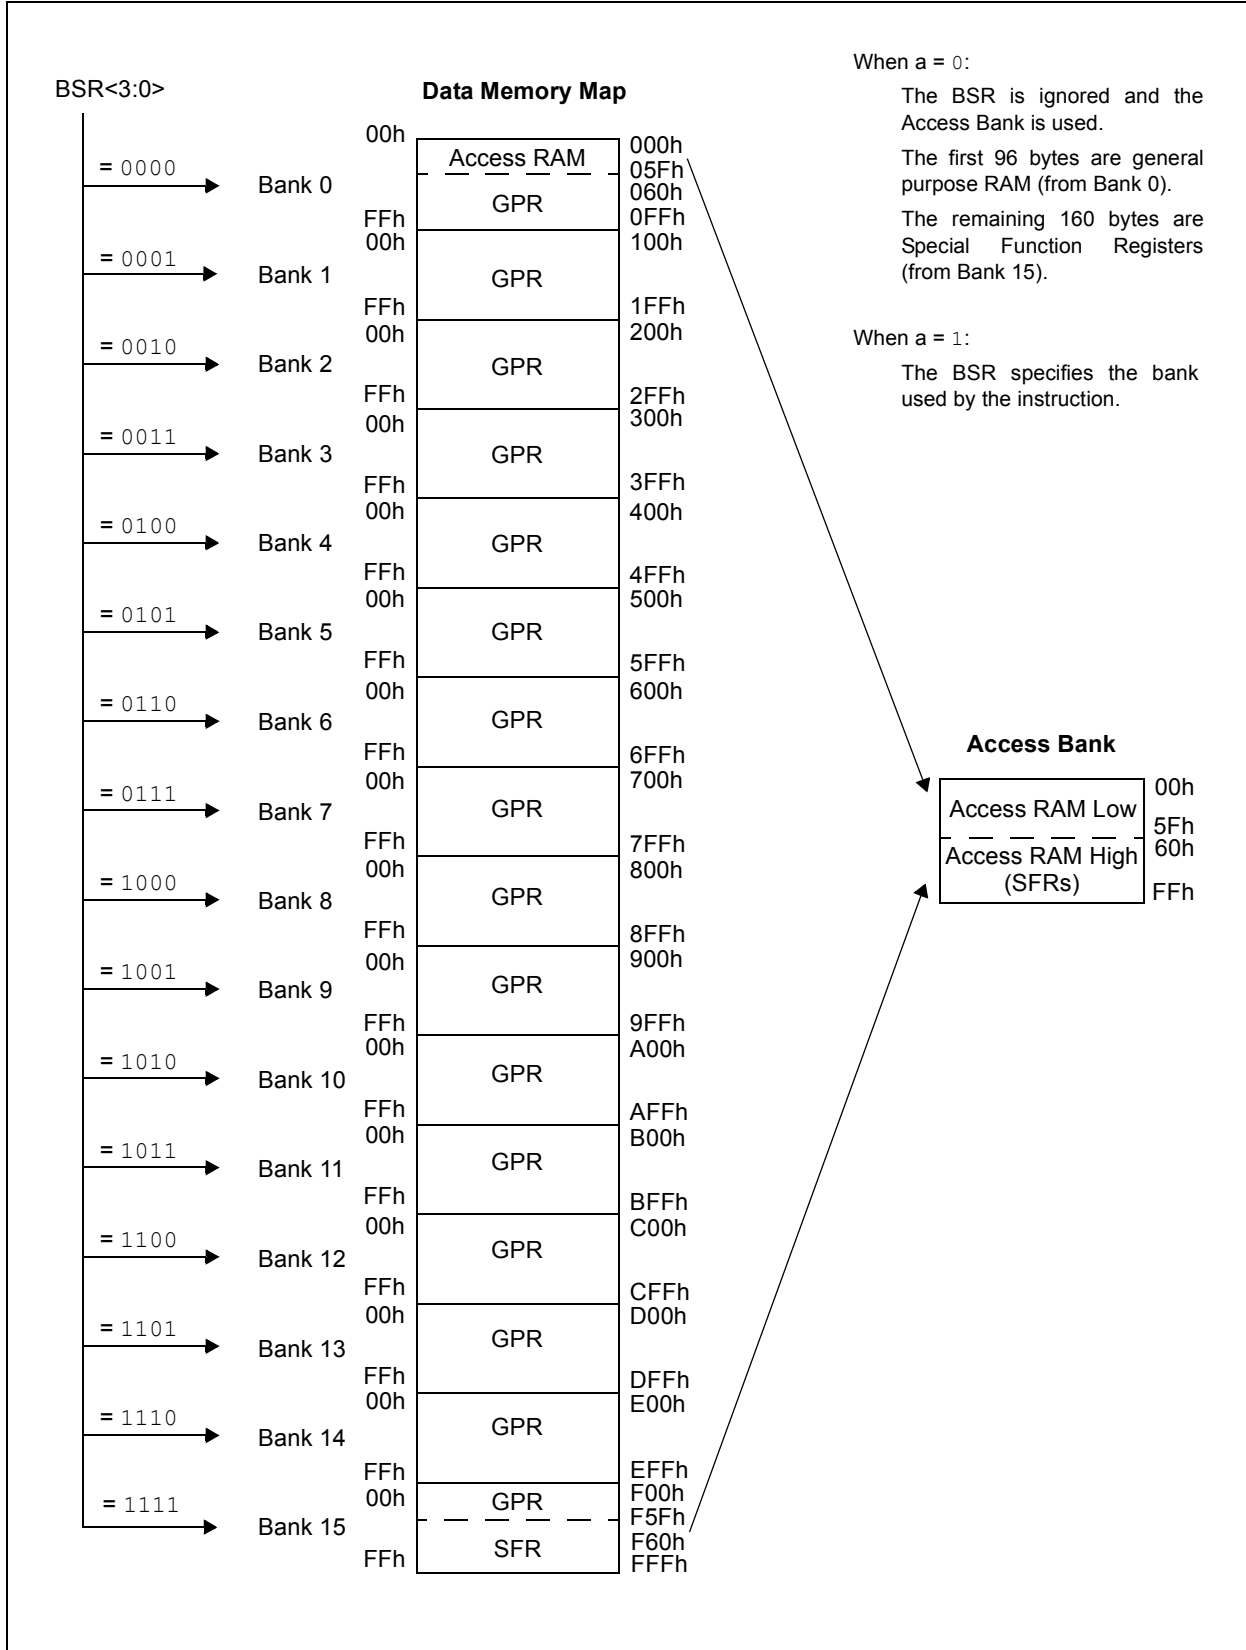 BSR<3:0>
Data Memory Map
When a = 0:
The BSR is ignored and the
Access Bank is used.
The first 96 bytes are general
purpose RAM (from Bank 0).
The remaining 160 bytes are
Special Function Registers
(from Bank 15).
When a = 1:
The BSR specifies the bank
used by the instruction.
= 0000
Bank 0
00h
Access RAM
000h
05Fh
060h
GPR
FFh
0FFh
= 0001
Bank 1
00h
100h
GPR
FFh
1FFh
= 0010
Bank 2
00h
200h
GPR
FFh
2FFh
= 0011
Bank 3
00h
300h
GPR
FFh
3FFh
= 0100
Bank 4
00h
400h
GPR
FFh
4FFh
= 0101
Bank 5
00h
500h
GPR
FFh
5FFh
= 0110
Bank 6
00h
600h
GPR
FFh
6FFh
= 0111
Bank 7
00h
700h
GPR
FFh
7FFh
= 1000
Bank 8
00h
800h
GPR
FFh
8FFh
= 1001
Bank 9
00h
900h
GPR
FFh
9FFh
= 1010
Bank 10
00h
A00h
GPR
FFh
AFFh
= 1011
Bank 11
00h
B00h
GPR
FFh
BFFh
= 1100
Bank 12
00h
C00h
GPR
FFh
CFFh
= 1101
Bank 13
00h
D00h
GPR
FFh
DFFh
= 1110
Bank 14
00h
E00h
GPR
FFh
EFFh
= 1111
Bank 15
00h
F00h
GPR
F5Fh
F60h
SFR
FFh
FFFh
Access Bank
Access RAM Low
00h
5Fh
Access RAM High
(SFRs)
60h
FFh